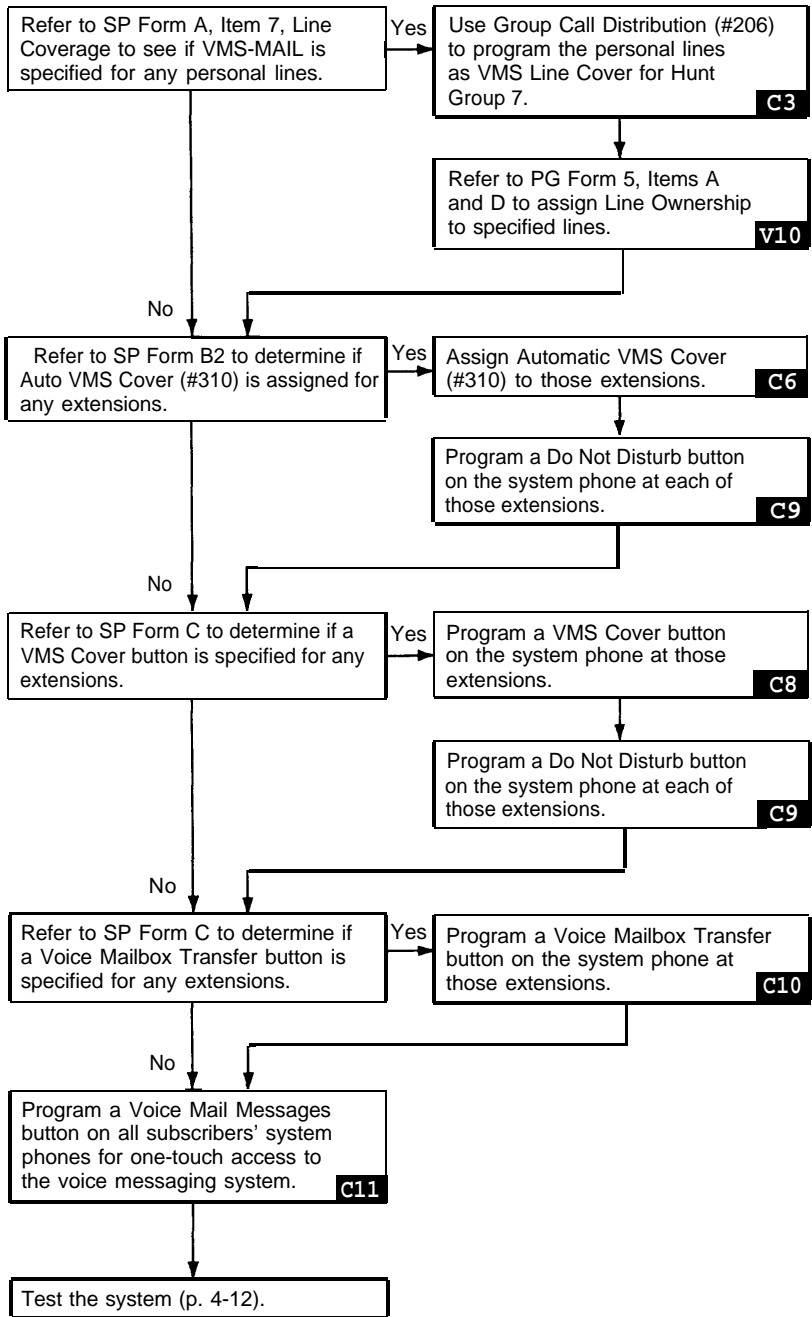 Refer to SP Form A, Item 7, Line
Coverage to see if VMS-MAIL is
specified for any personal lines.
Yes
Use Group Call Distribution (#206)
to program the personal lines
as VMS Line Cover for Hunt
Group 7.
C3
Refer to PG Form 5, Items A
and D to assign Line Ownership
to specified lines.
V10
No
Refer to SP Form B2 to determine if
Auto VMS Cover (#310) is assigned for
any extensions.
Yes
Assign Automatic VMS Cover
(#310) to those extensions.
C6
Program a Do Not Disturb button
on the system phone at each of
those extensions.
C9
No
Refer to SP Form C to determine if a
VMS Cover button is specified for any
extensions.
Yes
Program a VMS Cover button
on the system phone at those
extensions.
C8
Program a Do Not Disturb button
on the system phone at each of
those extensions.
C9
No
Refer to SP Form C to determine if
a Voice Mailbox Transfer button is
specified for any extensions.
Yes
Program a Voice Mailbox Transfer
button on the system phone at
those extensions.
C10
No
Program a Voice Mail Messages
button on all subscribers' system
phones for one-touch access to
the voice messaging system.
C11
Test the system (p. 4-12).